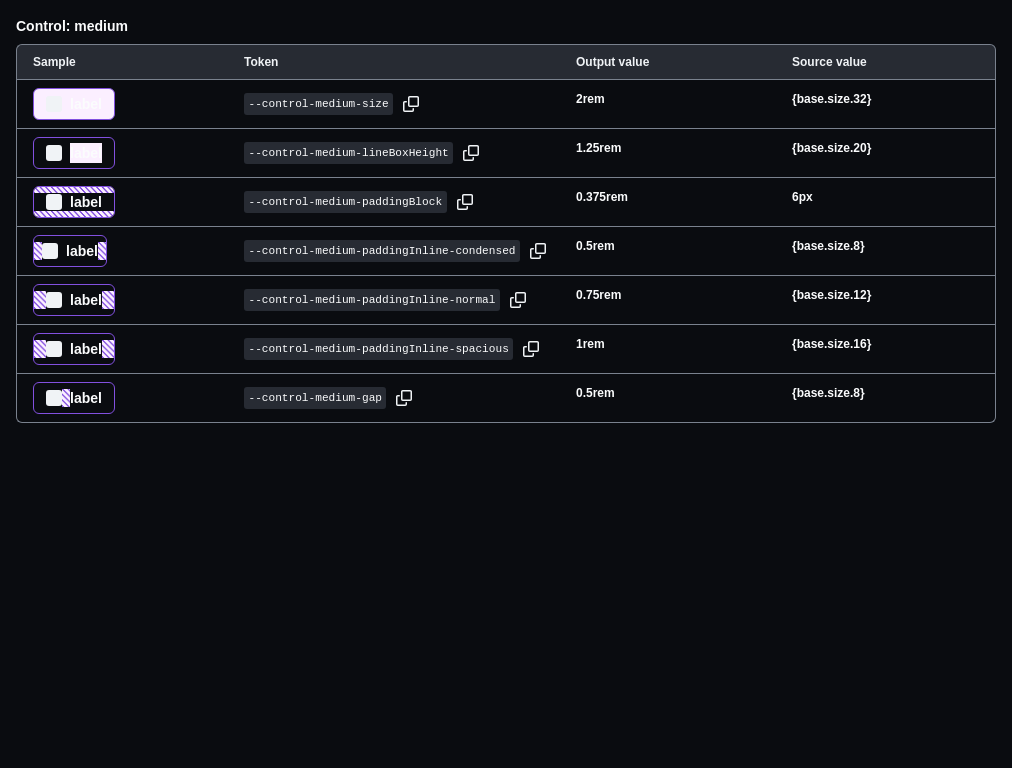 Control: medium
Sample Token Output value Source value
label --control-medium-size 2rem {base.size.32}
--control-medium-lineBoxHeight 1.25rem {base.size.20}
label --control-medium-paddingBlock 0.375rem 6px
label --control-medium-paddingInline-condensed 0.5rem {base.size.8}
label --control-medium-paddingInline-normal 0.75rem {base.size.12}
label --control-medium-paddingInline-spacious 1rem {base.size.16}
label --control-medium-gap 0.5rem {base.size.8}